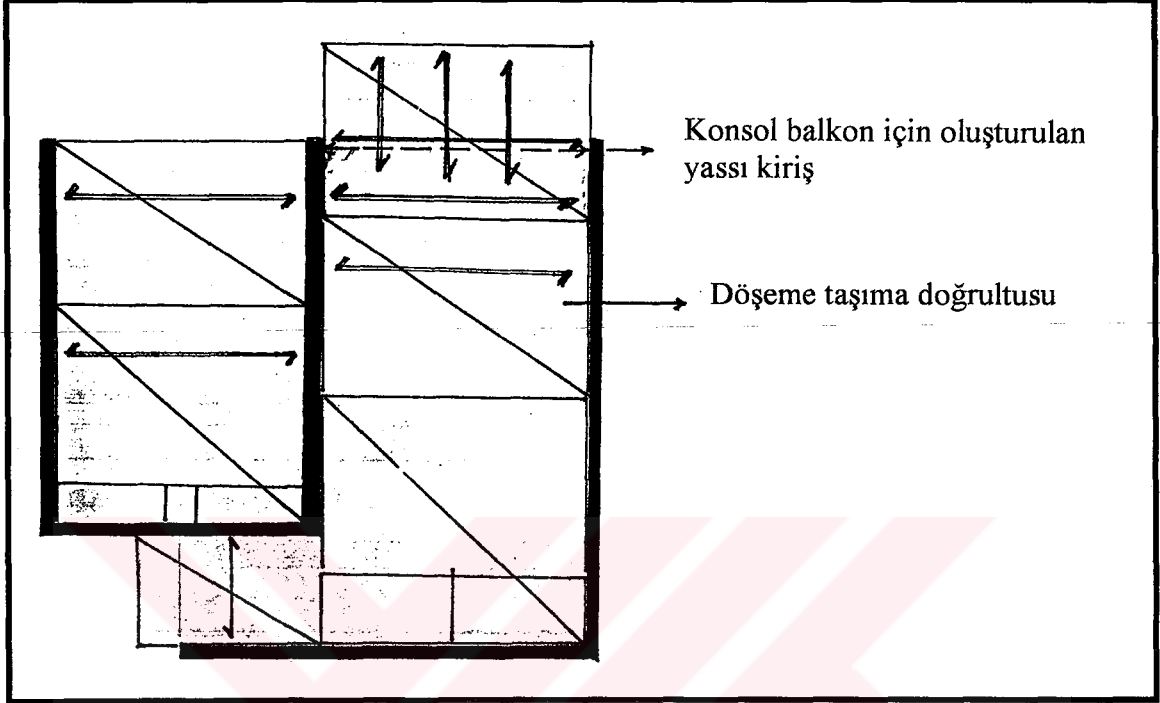 Konsol balkon için oluşturulan
yassı kiriş
Döşeme taşıma doğrultusu